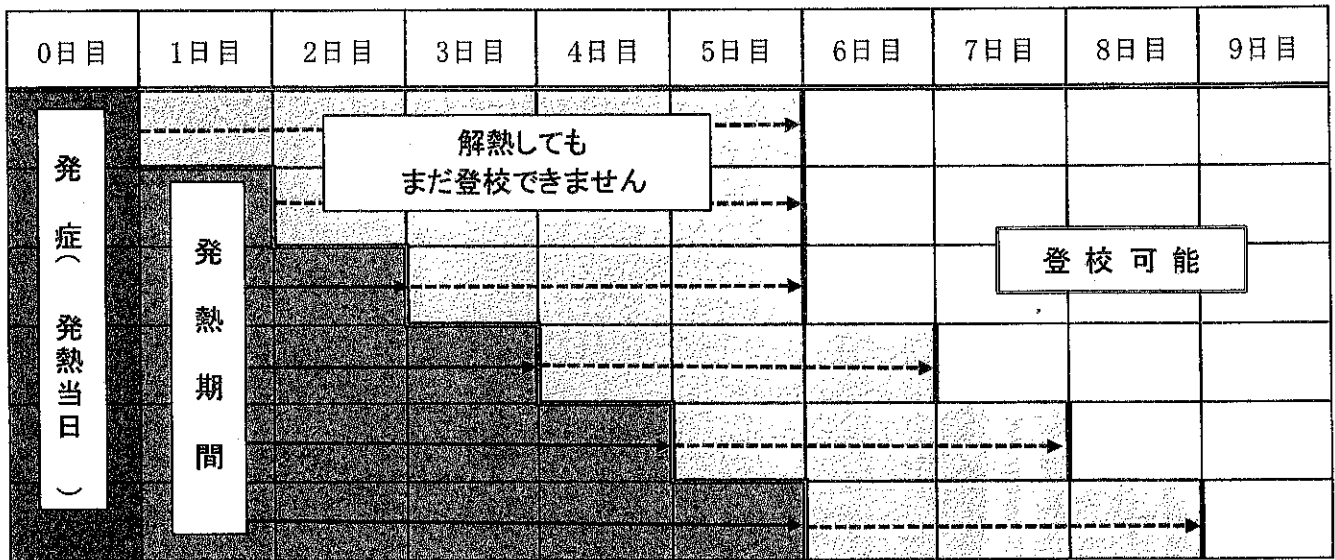 0日目 1日目 2日目 3日目 4日目 5日目 6日目 7日目 8日目 9日目
発症(発熱当日)
発熱期間
解熱しても
まだ登校できません
登校可能